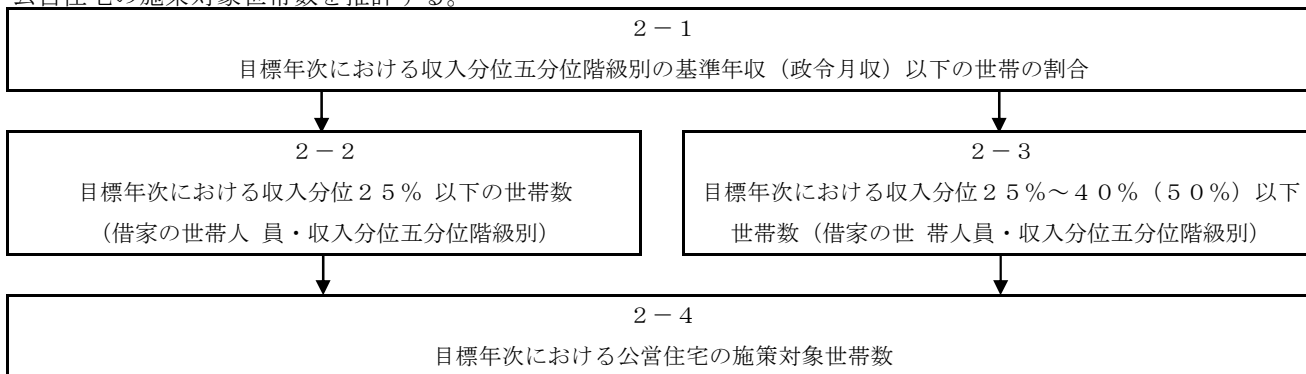 公営住宅の施策対象世帯数を推計する。
２－１
目標年次における収入分位五分位階級別の基準年収（政令月収）以下の世帯の割合
２－２
目標年次における収入分位２５％ 以下の世帯数
（借家の世帯人 員・収入分位五分位階級別）
２－３
目標年次における収入分位２５％～４０％（５０％）以下
世帯数（借家の世 帯人員・収入分位五分位階級別）
２－４
目標年次における公営住宅の施策対象世帯数